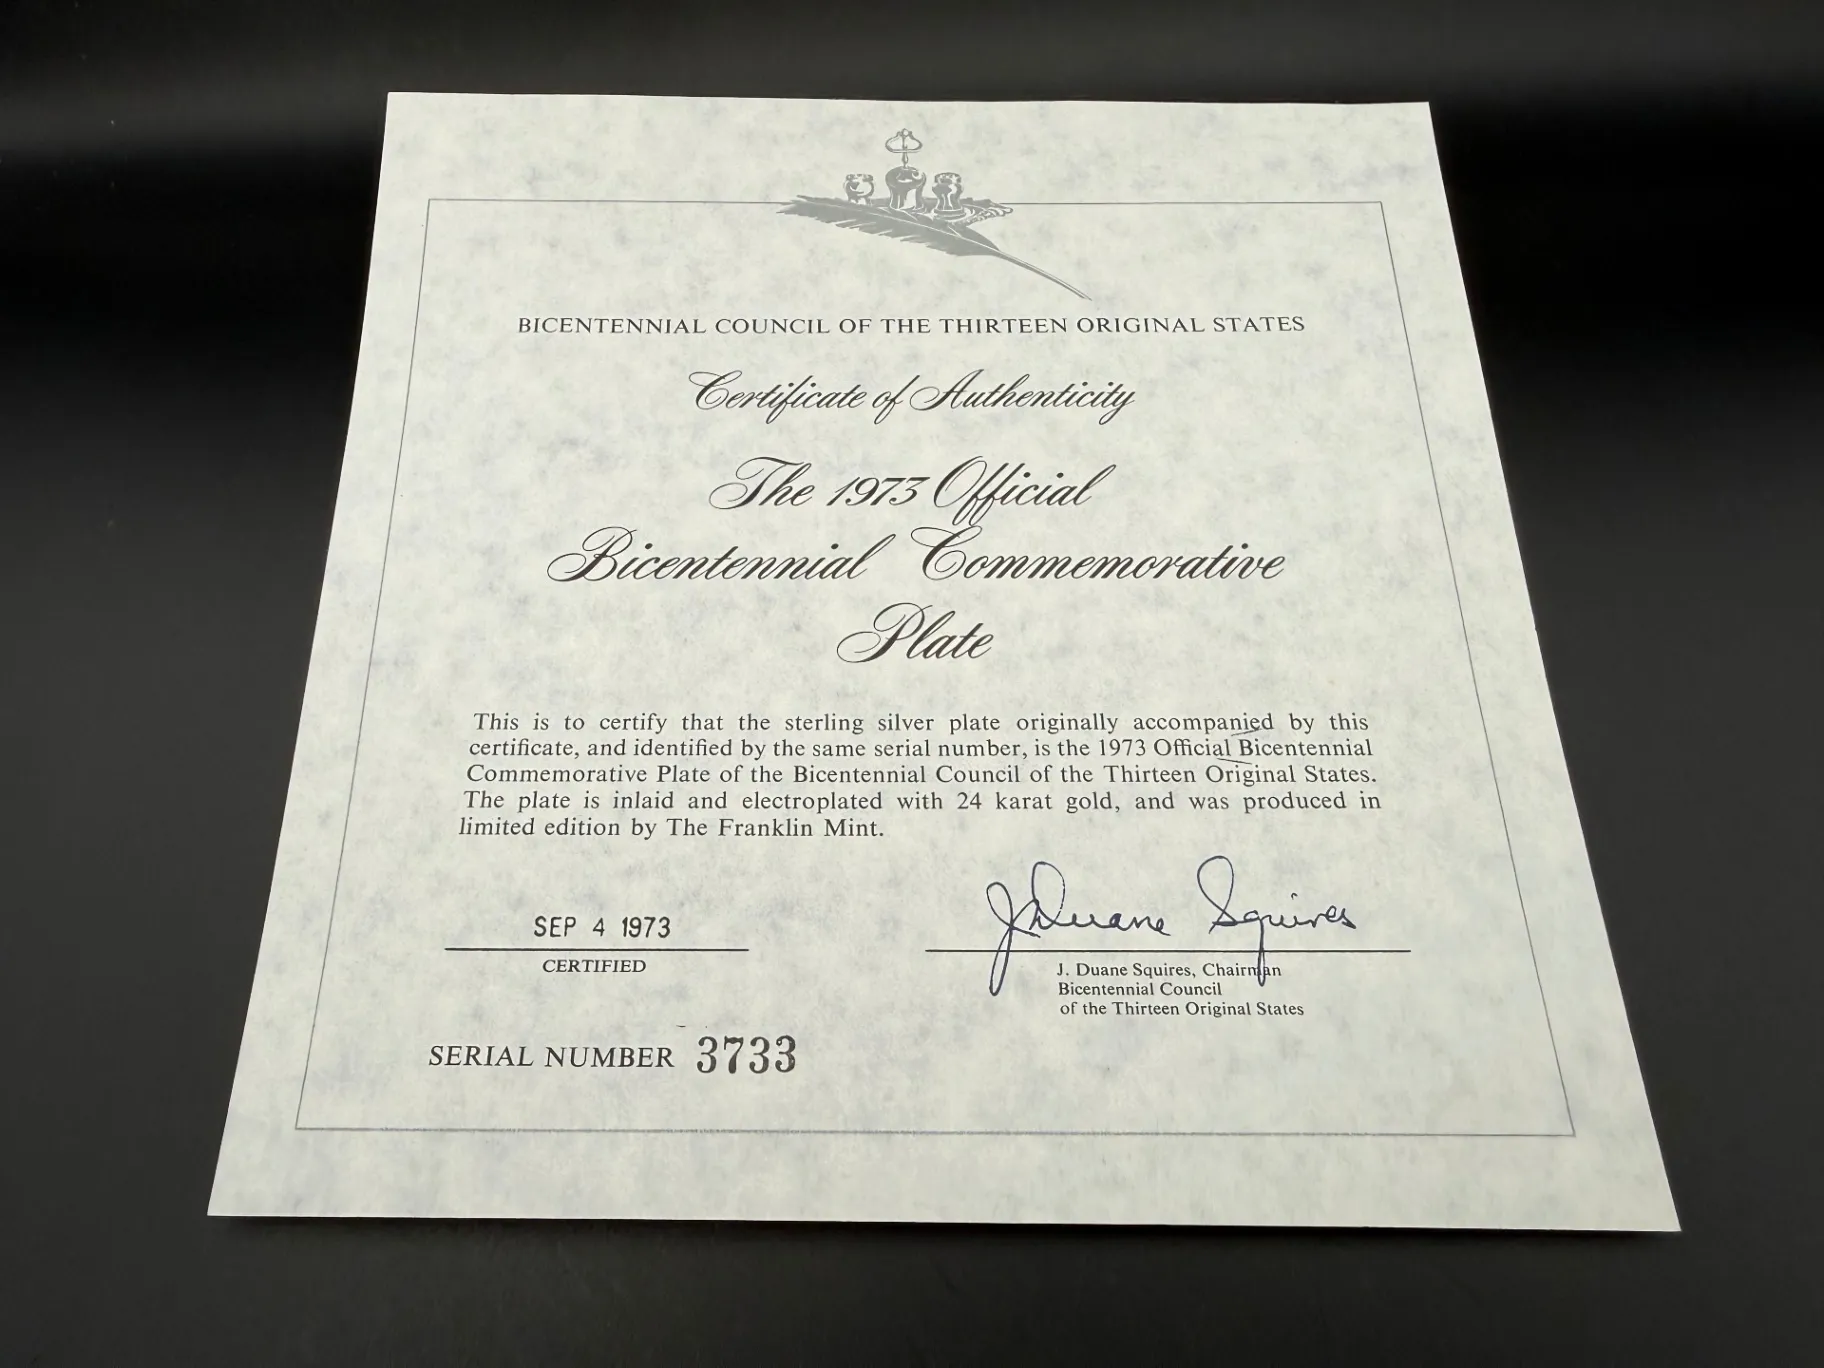 BICENTENNIAL COUNCIL OF THE THIRTEEN ORIGINAL STATES
Certificate of Authenticity
The 1973 Official
Bicentennial Commemorative
Plate
This is to certify that the sterling silver plate originally accompanied by this
certificate, and identified by the same serial number, is the 1973 Official Bicentennial
Commemorative Plate of the Bicentennial Council of the Thirteen Original States.
The plate is inlaid and electroplated with 24 karat gold, and was produced in
limited edition by The Franklin Mint.
SEP 4 1973
CERTIFIED
J. Duane Squires
J. Duane Squires, Chairman
Bicentennial Council
of the Thirteen Original States
SERIAL NUMBER 3733